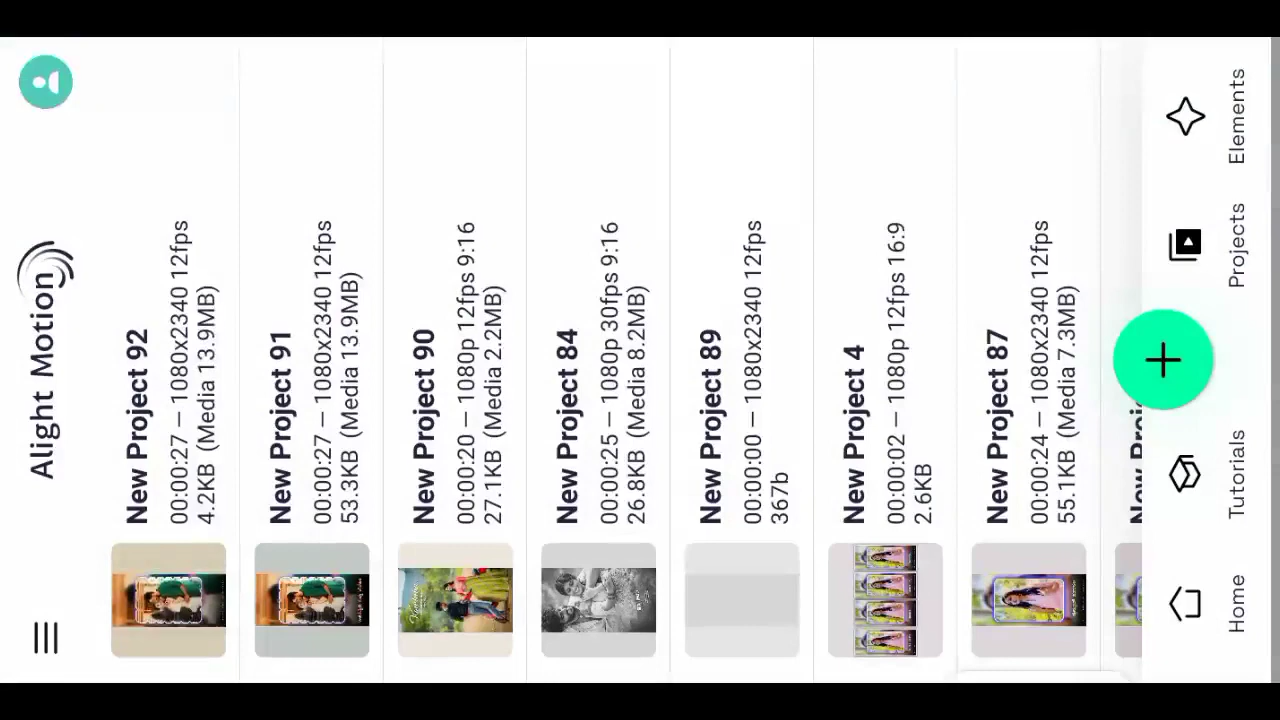 Alight Motion
New Project 92
00:00:27 — 1080x2340 12fps
4.2KB (Media 13.9MB)
New Project 91
00:00:27 — 1080x2340 12fps
53.3KB (Media 13.9MB)
New Project 90
00:00:20 — 1080p 12fps 9:16
27.1KB (Media 2.2MB)
New Project 84
00:00:25 — 1080p 30fps 9:16
26.8KB (Media 8.2MB)
New Project 89
00:00:00 — 1080x2340 12fps
367b
New Project 4
00:00:02 — 1080p 12fps 16:9
2.6KB
New Project 87
00:00:24 — 1080x2340 12fps
55.1KB (Media 7.3MB)
Home
Tutorials
Projects
Elements